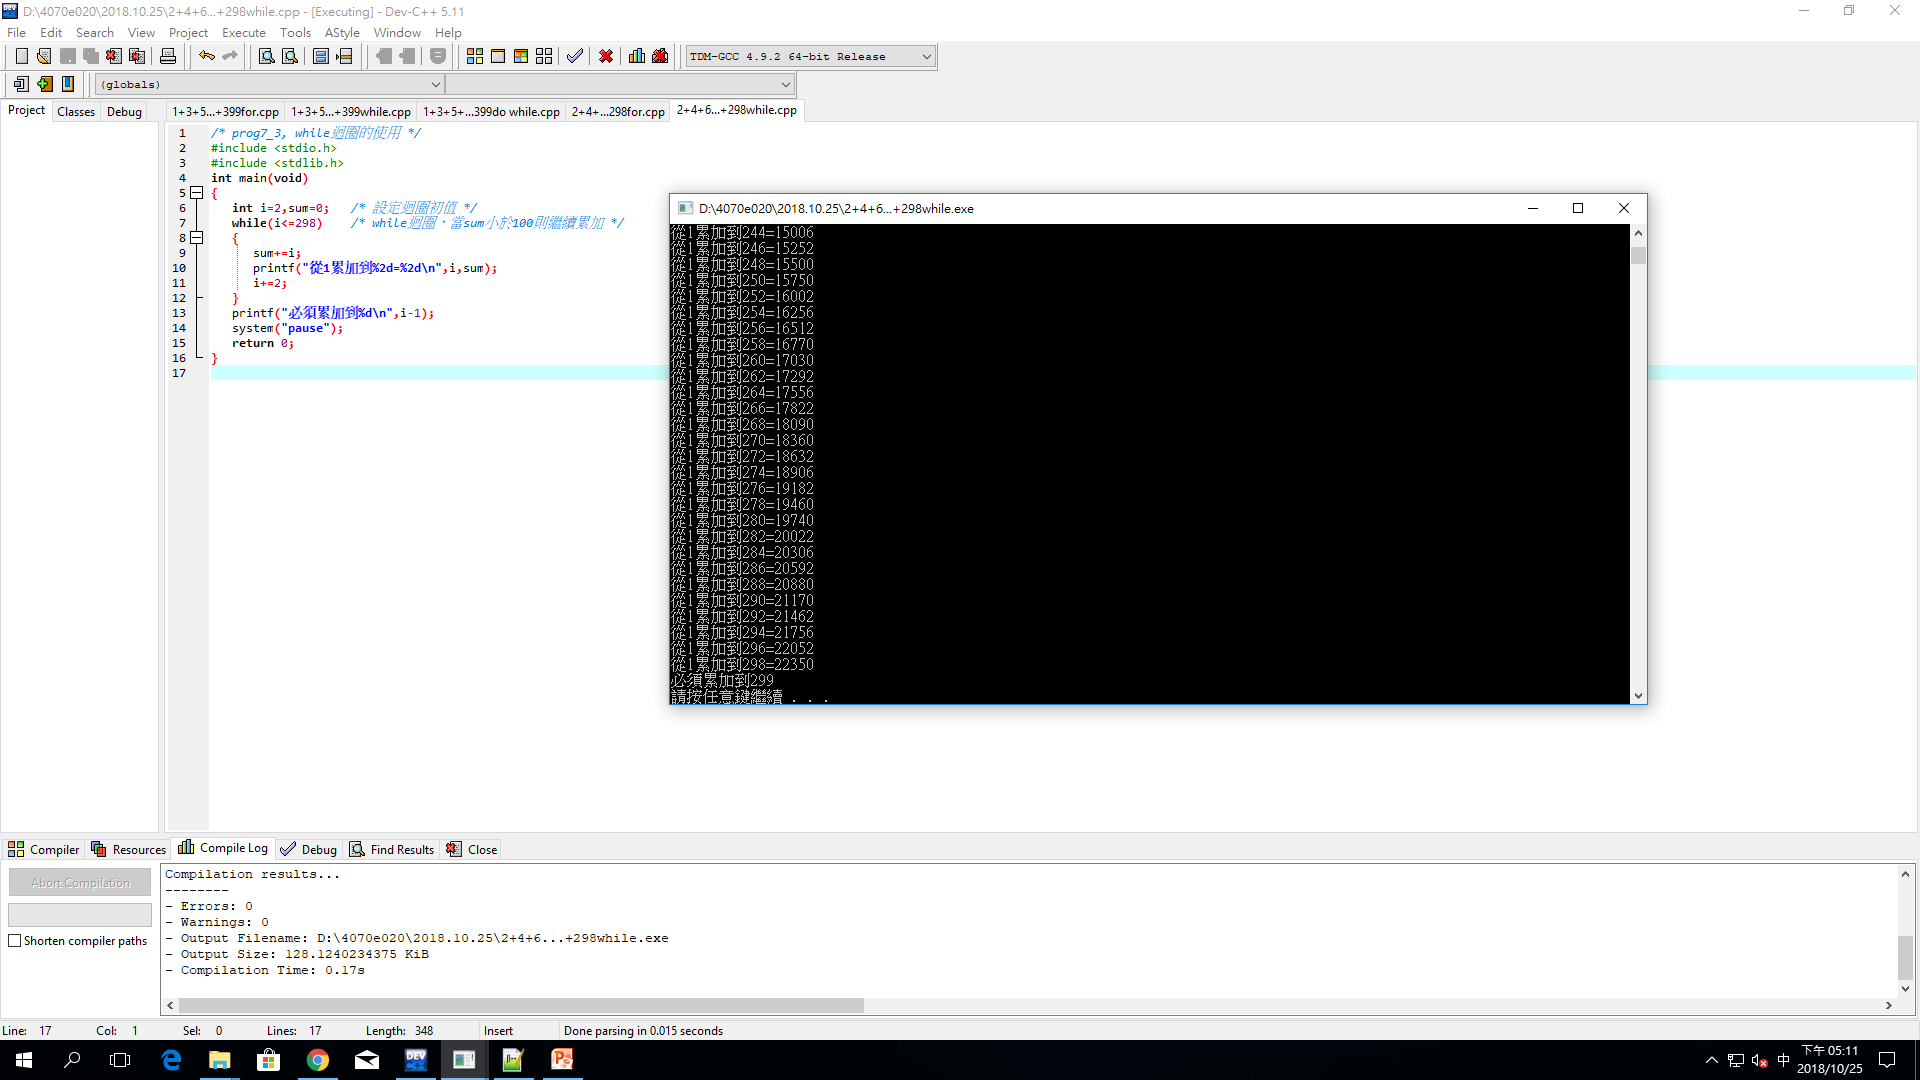 D:\4070e020\2018.10.25\2+4+6...+298while.cpp - [Executing] - Dev-C++ 5.11
File Edit Search View Project Execute Tools AStyle Window Help
TDM-GCC 4.9.2 64-bit Release
(globals)
Project Classes Debug
1+3+5...+399for.cpp 1+3+5...+399while.cpp 1+3+5+...399do while.cpp 2+4+...298for.cpp 2+4+6...+298while.cpp
1 /* prog7_3, while迴圈的使用 */
2 #include <stdio.h>
3 #include <stdlib.h>
4 int main(void)
5 {
6 int i=2,sum=0; /* 設定迴圈初值 */
7 while(i<=298) /* while迴圈，當sum小於100則繼續累加 */
8 {
9 sum+=i;
10 printf("從1累加到%2d=%2d\n",i,sum);
11 i+=2;
12 }
13 printf("必須累加到%d\n",i-1);
14 system("pause");
15 return 0;
16 }
17
D:\4070e020\2018.10.25\2+4+6...+298while.exe
從1累加到244=15006
從1累加到246=15252
從1累加到248=15500
從1累加到250=15750
從1累加到252=16002
從1累加到254=16256
從1累加到256=16512
從1累加到258=16770
從1累加到260=17030
從1累加到262=17292
從1累加到264=17556
從1累加到266=17822
從1累加到268=18090
從1累加到270=18360
從1累加到272=18632
從1累加到274=18906
從1累加到276=19182
從1累加到278=19460
從1累加到280=19740
從1累加到282=20022
從1累加到284=20306
從1累加到286=20592
從1累加到288=20880
從1累加到290=21170
從1累加到292=21462
從1累加到294=21756
從1累加到296=22052
從1累加到298=22350
必須累加到299
請按任意鍵繼續 . . .
Compiler Resources Compile Log Debug Find Results Close
Abort Compilation
Shorten compiler paths
Compilation results...
--------
- Errors: 0
- Warnings: 0
- Output Filename: D:\4070e020\2018.10.25\2+4+6...+298while.exe
- Output Size: 128.1240234375 KiB
- Compilation Time: 0.17s
Line: 17 Col: 1 Sel: 0 Lines: 17 Length: 348 Insert Done parsing in 0.015 seconds
DEV
中
下午 05:11
2018/10/25